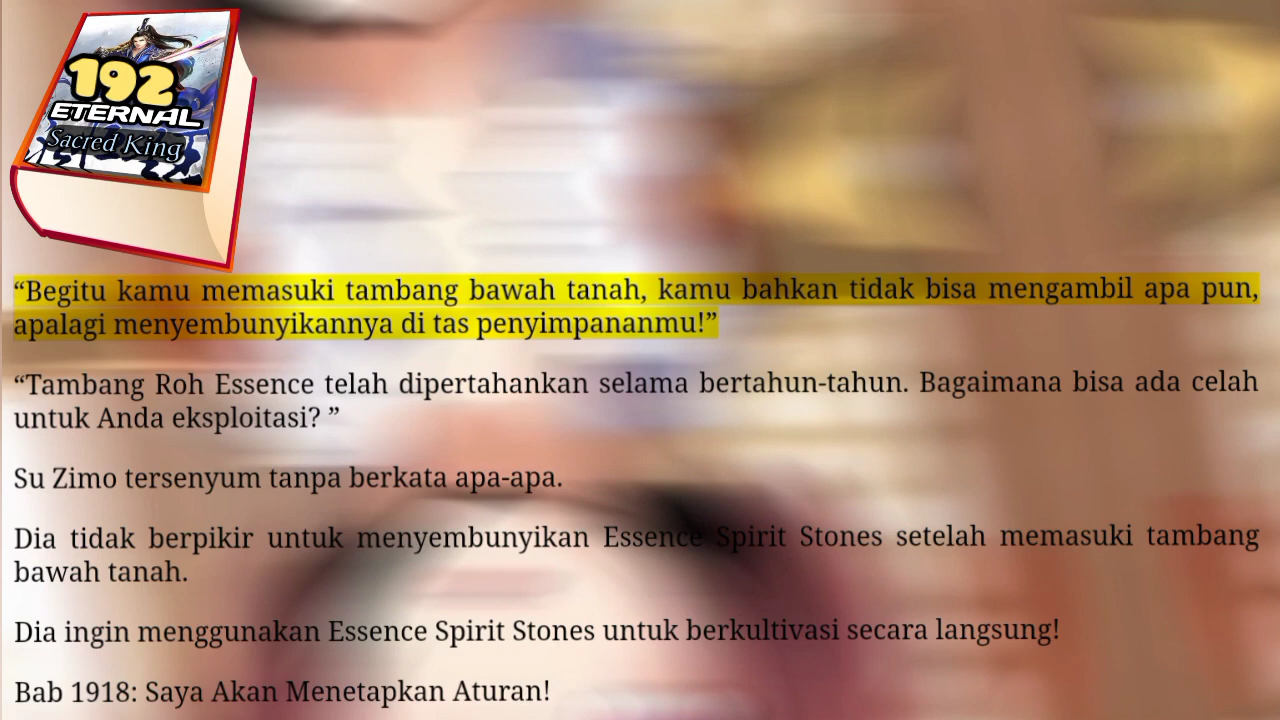 192
ETERNAL
Sacred King
“Begitu kamu memasuki tambang bawah tanah, kamu bahkan tidak bisa mengambil apa pun,
apalagi menyembunyikannya di tas penyimpananmu!”
“Tambang Roh Essence telah dipertahankan selama bertahun-tahun. Bagaimana bisa ada celah
untuk Anda eksploitasi? ”
Su Zimo tersenyum tanpa berkata apa-apa.
Dia tidak berpikir untuk menyembunyikan Essence Spirit Stones setelah memasuki tambang
bawah tanah.
Dia ingin menggunakan Essence Spirit Stones untuk berkultivasi secara langsung!
Bab 1918: Saya Akan Menetapkan Aturan!